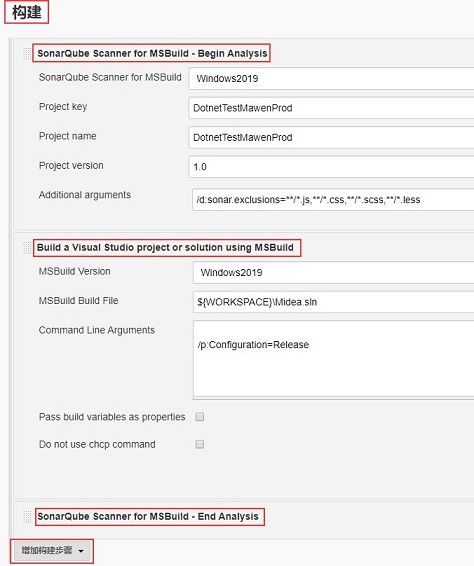 构建
SonarQube Scanner for MSBuild - Begin Analysis
SonarQube Scanner for MSBuild
Windows2019
Project key
DotnetTestMawenProd
Project name
DotnetTestMawenProd
Project version
1.0
Additional arguments
/d:sonar.exclusions=**/*.js,**/*.css,**/*.scss,**/*.less
Build a Visual Studio project or solution using MSBuild
MSBuild Version
Windows2019
MSBuild Build File
${WORKSPACE}\Midea.sln
Command Line Arguments
/p:Configuration=Release
Pass build variables as properties
Do not use chcp command
SonarQube Scanner for MSBuild - End Analysis
增加构建步骤